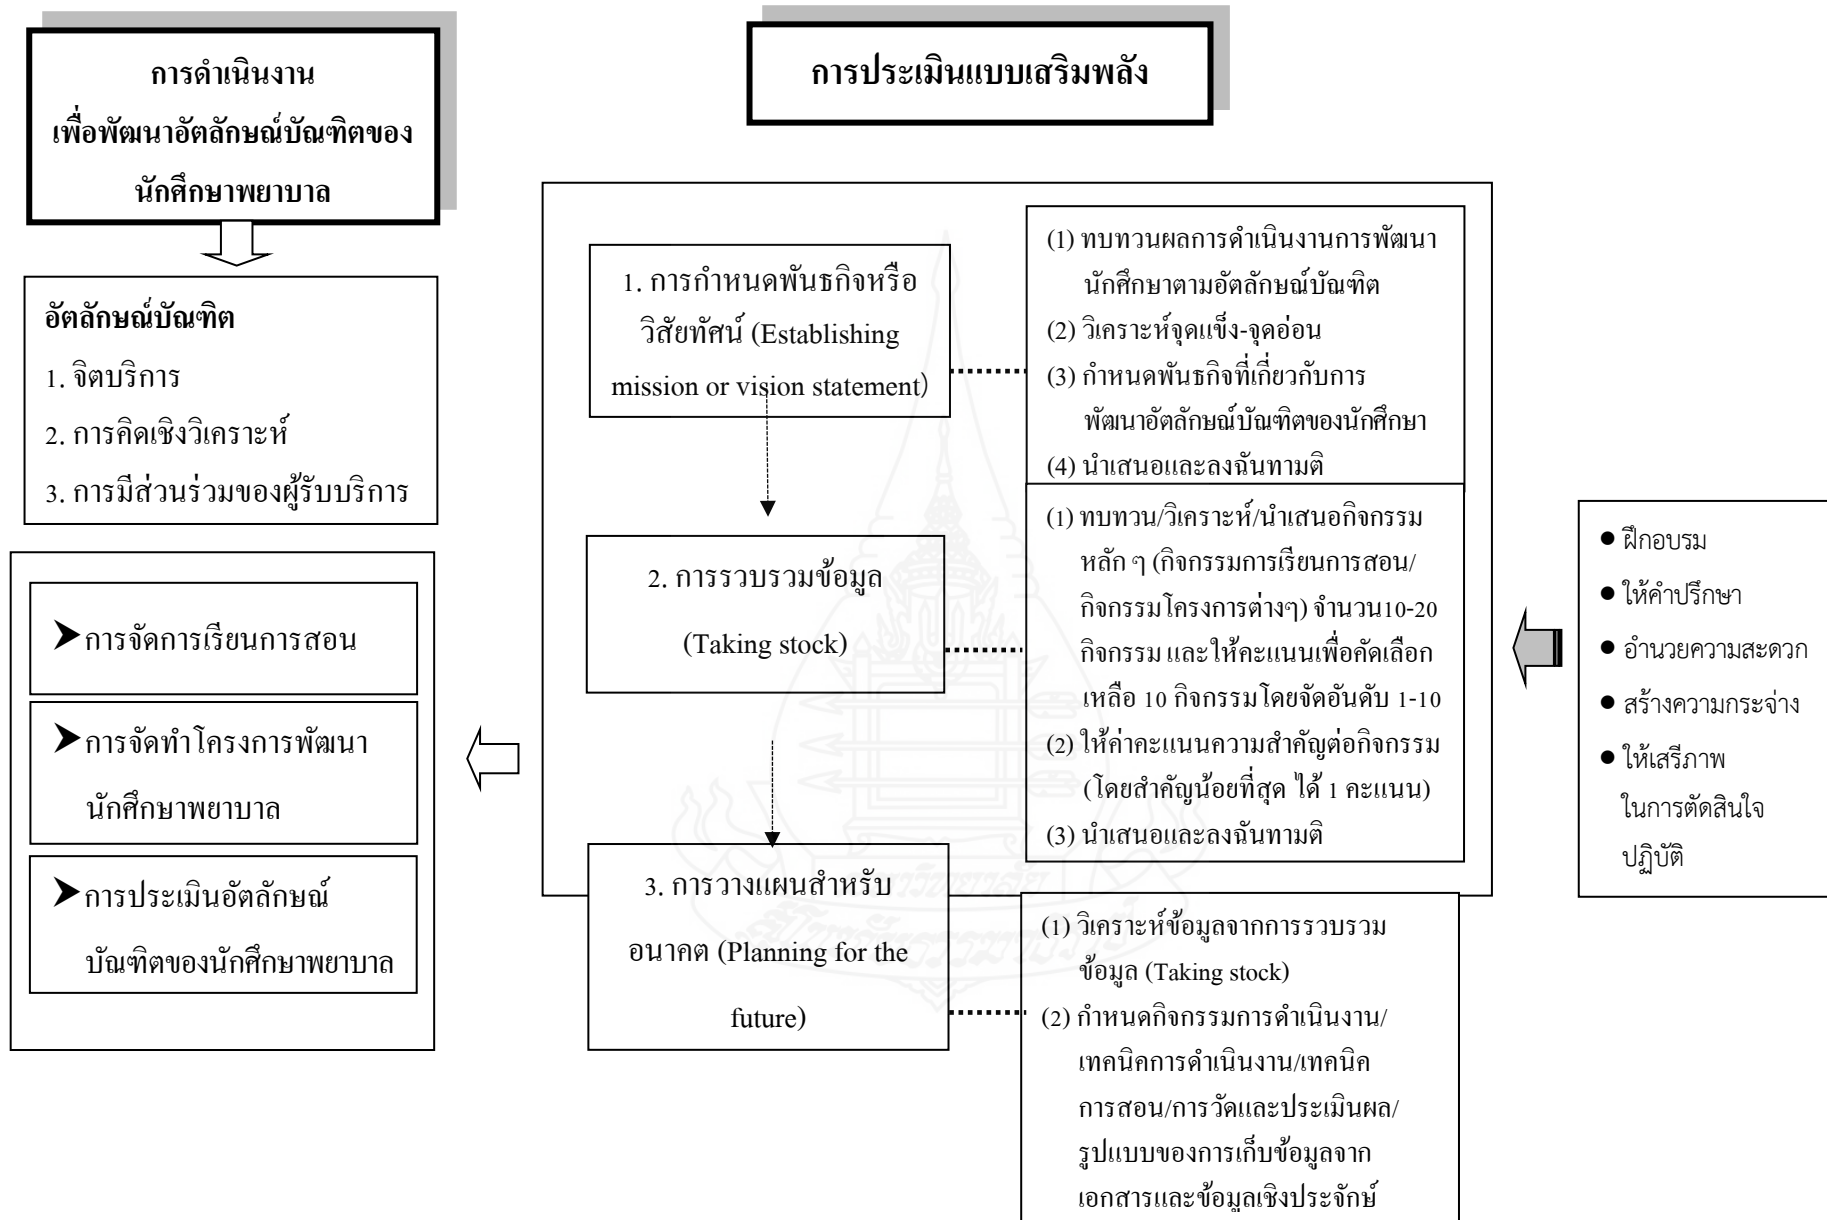 การดำเนินงาน
เพื่อพัฒนาอัตลักษณ์บัณฑิตของ
นักศึกษาพยาบาล
อัตลักษณ์บัณฑิต
1. จิตบริการ
2. การคิดเชิงวิเคราะห์
3. การมีส่วนร่วมของผู้รับบริการ
➤การจัดการเรียนการสอน
➤การจัดทำโครงการพัฒนา
นักศึกษาพยาบาล
➤การประเมินอัตลักษณ์
บัณฑิตของนักศึกษาพยาบาล
การประเมินแบบเสริมพลัง
1. การกำหนดพันธกิจหรือ
วิสัยทัศน์ (Establishing
mission or vision statement)
(1) ทบทวนผลการดำเนินงานการพัฒนา
นักศึกษาตามอัตลักษณ์บัณฑิต
(2) วิเคราะห์จุดแข็ง-จุดอ่อน
(3) กำหนดพันธกิจที่เกี่ยวกับการ
พัฒนาอัตลักษณ์บัณฑิตของนักศึกษา
(4) นำเสนอและลงฉันทามติ
2. การรวบรวมข้อมูล
(Taking stock)
(1) ทบทวน/วิเคราะห์/นำเสนอกิจกรรม
หลัก ๆ (กิจกรรมการเรียนการสอน/
กิจกรรมโครงการต่างๆ) จำนวน10-20
กิจกรรม และให้คะแนนเพื่อคัดเลือก
เหลือ 10 กิจกรรมโดยจัดอันดับ 1-10
(2) ให้ค่าคะแนนความสำคัญต่อกิจกรรม
(โดยสำคัญน้อยที่สุด ได้ 1 คะแนน)
(3) นำเสนอและลงฉันทามติ
3. การวางแผนสำหรับ
อนาคต (Planning for the
future)
(1) วิเคราะห์ข้อมูลจากการรวบรวม
ข้อมูล (Taking stock)
(2) กำหนดกิจกรรมการดำเนินงาน/
เทคนิคการดำเนินงาน/เทคนิค
การสอน/การวัดและประเมินผล/
รูปแบบของการเก็บข้อมูลจาก
เอกสารและข้อมูลเชิงประจักษ์
● ฝึกอบรม
● ให้คำปรึกษา
● อำนวยความสะดวก
● สร้างความกระจ่าง
● ให้เสรีภาพ
ในการตัดสินใจ
ปฏิบัติ